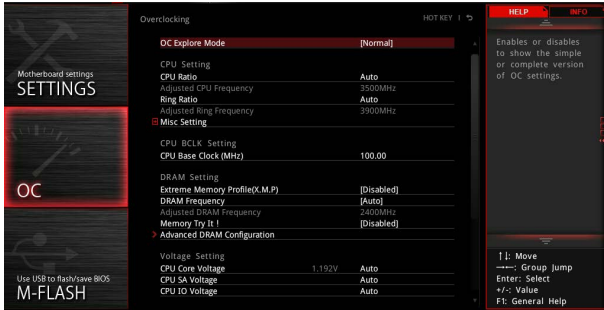 Overclocking
HOT KEY
HELP
INFO
OC Explore Mode [Normal]
CPU Setting
CPU Ratio Auto
Adjusted CPU Frequency 3500MHz
Ring Ratio Auto
Adjusted Ring Frequency 3900MHz
Misc Setting
CPU BCLK Setting
CPU Base Clock (MHz) 100.00
DRAM Setting
Extreme Memory Profile(X.M.P) [Disabled]
DRAM Frequency [Auto]
Adjusted DRAM Frequency 2400MHz
Memory Try It ! [Disabled]
Advanced DRAM Configuration
Voltage Setting
CPU Core Voltage 1.192V Auto
CPU SA Voltage Auto
CPU IO Voltage Auto
Motherboard settings
SETTINGS
OC
Use USB to flash/save BIOS
M-FLASH
Enables or disables
to show the simple
or complete version
of OC settings.
↑↓: Move
→←: Group Jump
Enter: Select
+/-: Value
F1: General Help